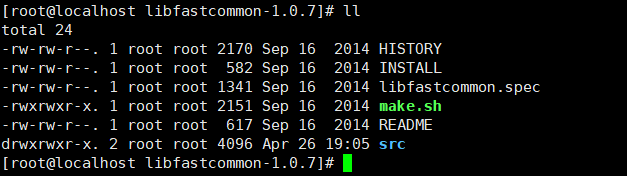 [root@localhost libfastcommon-1.0.7]# ll
total 24
-rw-rw-r--. 1 root root 2170 Sep 16  2014 HISTORY
-rw-rw-r--. 1 root root  582 Sep 16  2014 INSTALL
-rw-rw-r--. 1 root root 1341 Sep 16  2014 libfastcommon.spec
-rwxrwxr-x. 1 root root 2151 Sep 16  2014 make.sh
-rw-rw-r--. 1 root root  617 Sep 16  2014 README
drwxrwxr-x. 2 root root 4096 Apr 26 19:05 src
[root@localhost libfastcommon-1.0.7]#